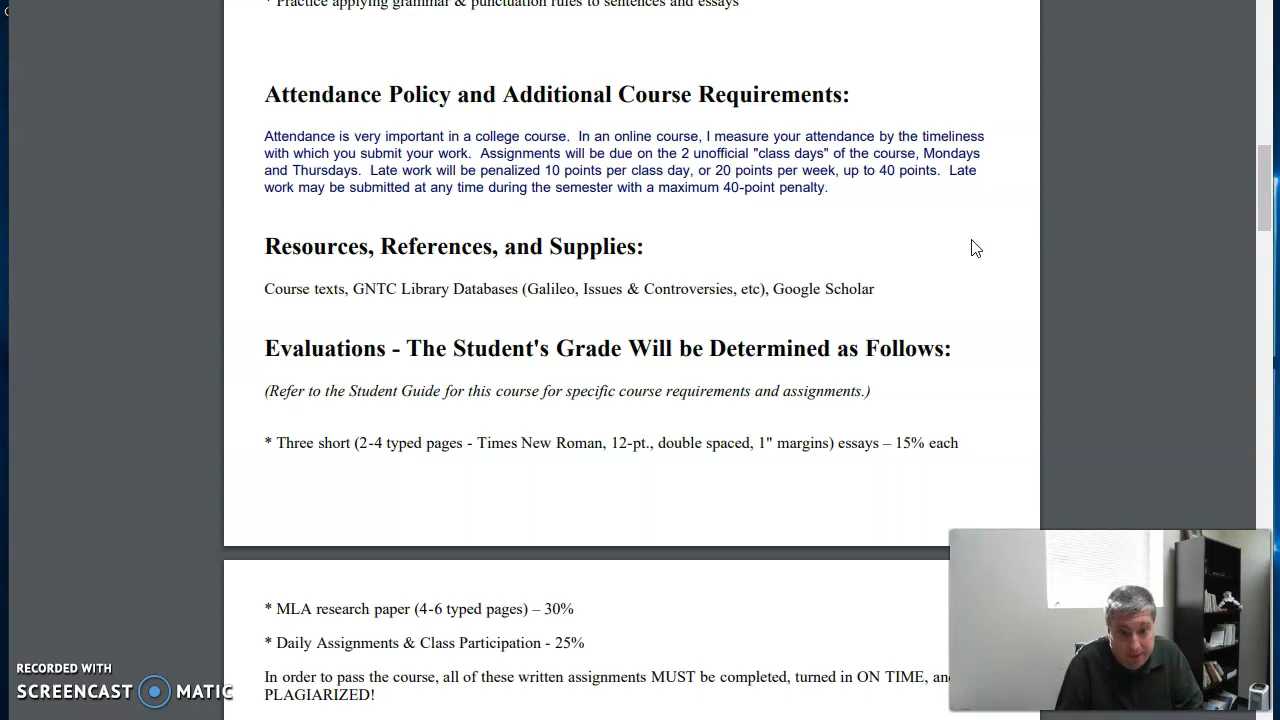 * Practice applying grammar & punctuation rules to sentences and essays
Attendance Policy and Additional Course Requirements:
Attendance is very important in a college course.  In an online course, I measure your attendance by the timeliness
with which you submit your work.  Assignments will be due on the 2 unofficial "class days" of the course, Mondays
and Thursdays.  Late work will be penalized 10 points per class day, or 20 points per week, up to 40 points.  Late
work may be submitted at any time during the semester with a maximum 40-point penalty.
Resources, References, and Supplies:
Course texts, GNTC Library Databases (Galileo, Issues & Controversies, etc), Google Scholar
Evaluations - The Student's Grade Will be Determined as Follows:
(Refer to the Student Guide for this course for specific course requirements and assignments.)
* Three short (2-4 typed pages - Times New Roman, 12-pt., double spaced, 1" margins) essays – 15% each
* MLA research paper (4-6 typed pages) – 30%
* Daily Assignments & Class Participation - 25%
In order to pass the course, all of these written assignments MUST be completed, turned in ON TIME,
PLAGIARIZED!
RECORDED WITH
SCREENCAST MATIC